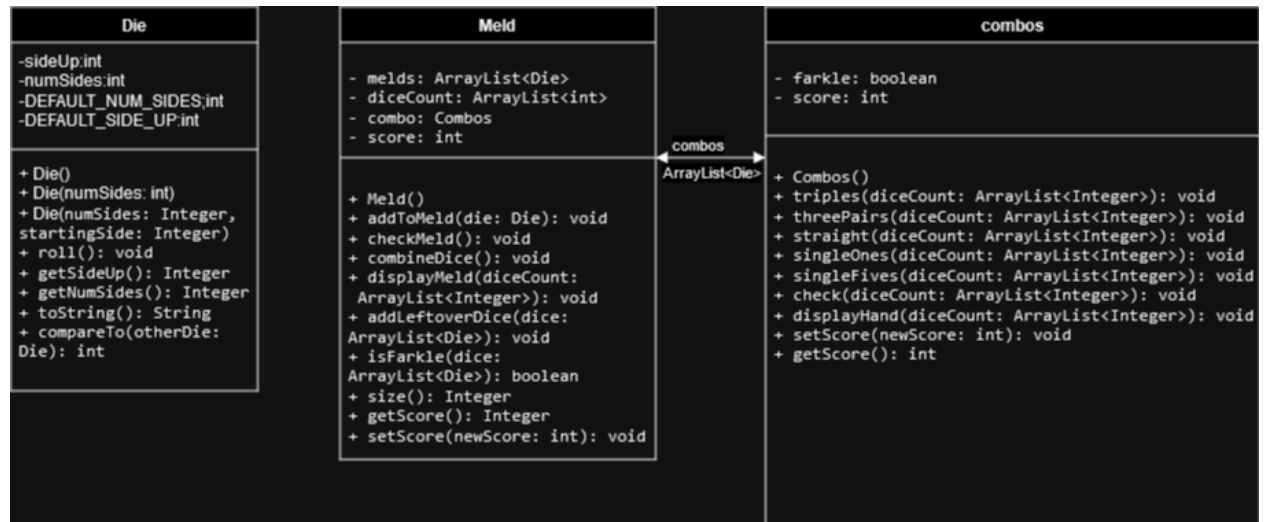 Die
-sideUp:int
-numSides:int
-DEFAULT_NUM_SIDES;int
-DEFAULT_SIDE_UP:int
+ Die()
+ Die(numSides: int)
+ Die(numSides: Integer,
startingSide: Integer)
+ roll(): void
+ getSideUp(): Integer
+ getNumSides(): Integer
+ toString(): String
+ compareTo(otherDie:
Die): int
Meld
- melds: ArrayList<Die>
- diceCount: ArrayList<int>
- combo: Combos
- score: int
+ Meld()
+ addToMeld(die: Die): void
+ checkMeld(): void
+ combineDice(): void
+ displayMeld(diceCount:
ArrayList<Integer>): void
+ addLeftoverDice(dice:
ArrayList<Die>): void
+ isFarkle(dice:
ArrayList<Die>): boolean
+ size(): Integer
+ getScore(): Integer
+ setScore(newScore: int): void
combos
ArrayList<Die>
combos
- farkle: boolean
- score: int
+ Combos()
+ triples(diceCount: ArrayList<Integer>): void
+ threePairs(diceCount: ArrayList<Integer>): void
+ straight(diceCount: ArrayList<Integer>): void
+ singleOnes(diceCount: ArrayList<Integer>): void
+ singleFives(diceCount: ArrayList<Integer>): void
+ check(diceCount: ArrayList<Integer>): void
+ displayHand(diceCount: ArrayList<Integer>): void
+ setScore(newScore: int): void
+ getScore(): int